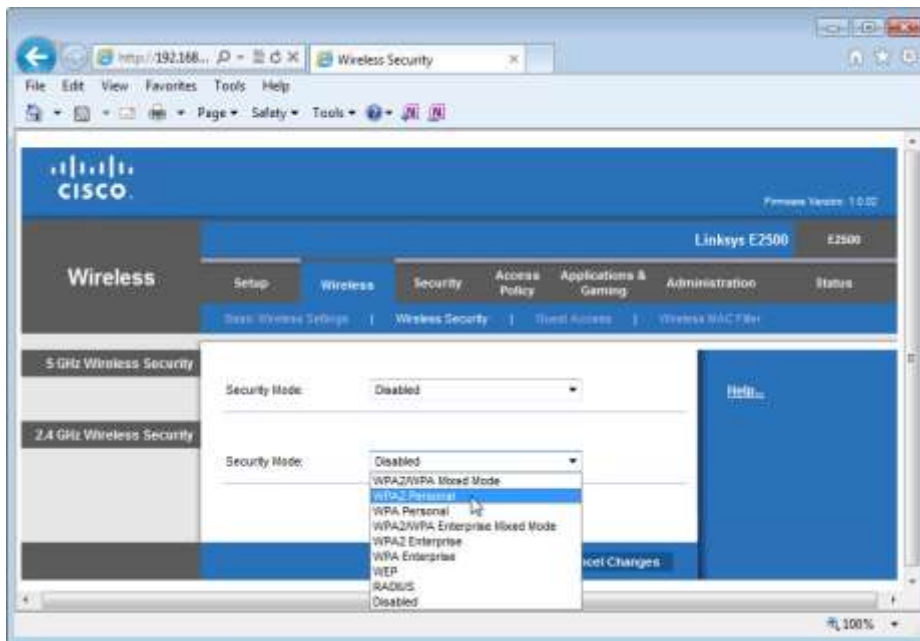 http://192.168...
Wireless Security
File Edit View Favorites Tools Help
Page Safety Tools
CISCO
Firmware Version: 1.0.02
Linksys E2500 E2500
Wireless
Setup Wireless Security Access Policy Applications & Gaming Administration Status
Basic Wireless Settings | Wireless Security | Guest Access | Wireless MAC Filter
5 GHz Wireless Security
Security Mode: Disabled
Help...
2.4 GHz Wireless Security
Security Mode: Disabled
WPA2/WPA Mixed Mode
WPA2 Personal
WPA Personal
WPA2/WPA Enterprise Mixed Mode
WPA2 Enterprise
WPA Enterprise
WEP
RADIUS
Disabled
Changes
100%